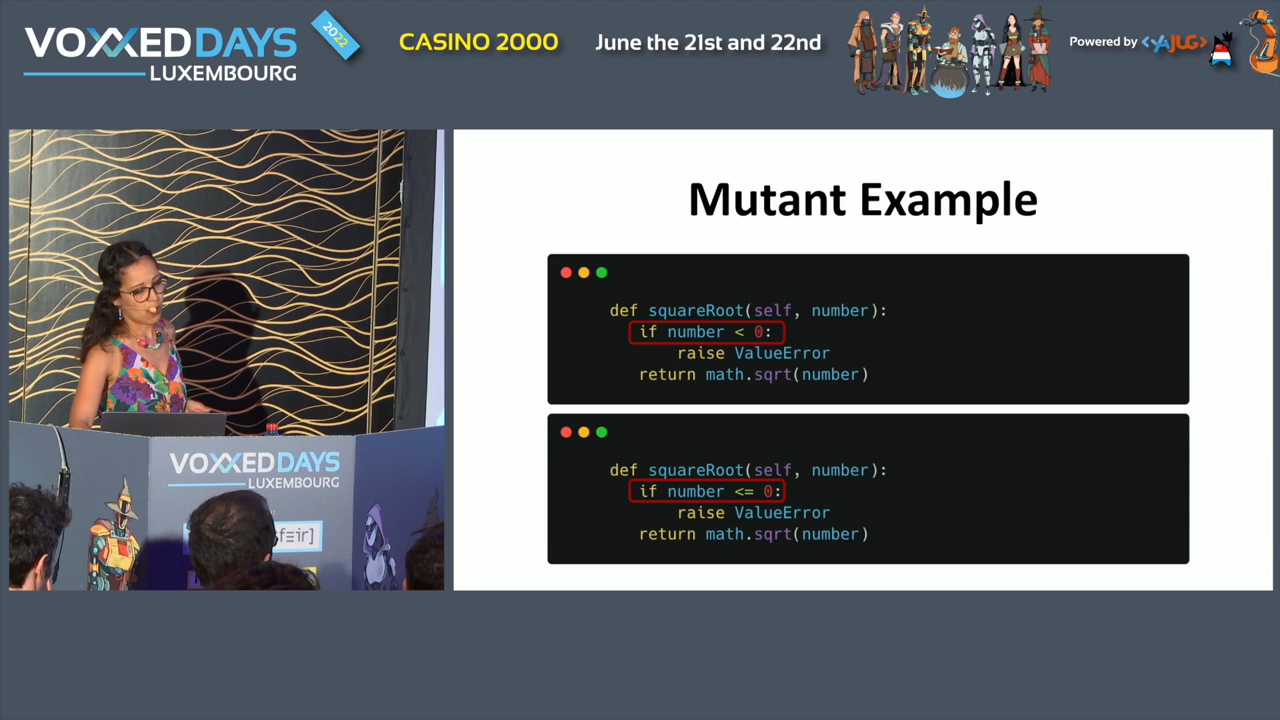 VOXXED DAYS
LUXEMBOURG
2022
CASINO 2000
June the 21st and 22nd
Powered by <YAJUG>
Mutant Example
def squareRoot(self, number):
if number < 0:
raise ValueError
return math.sqrt(number)
def squareRoot(self, number):
if number <= 0:
raise ValueError
return math.sqrt(number)
VOXXED DAYS
LUXEMBOURG